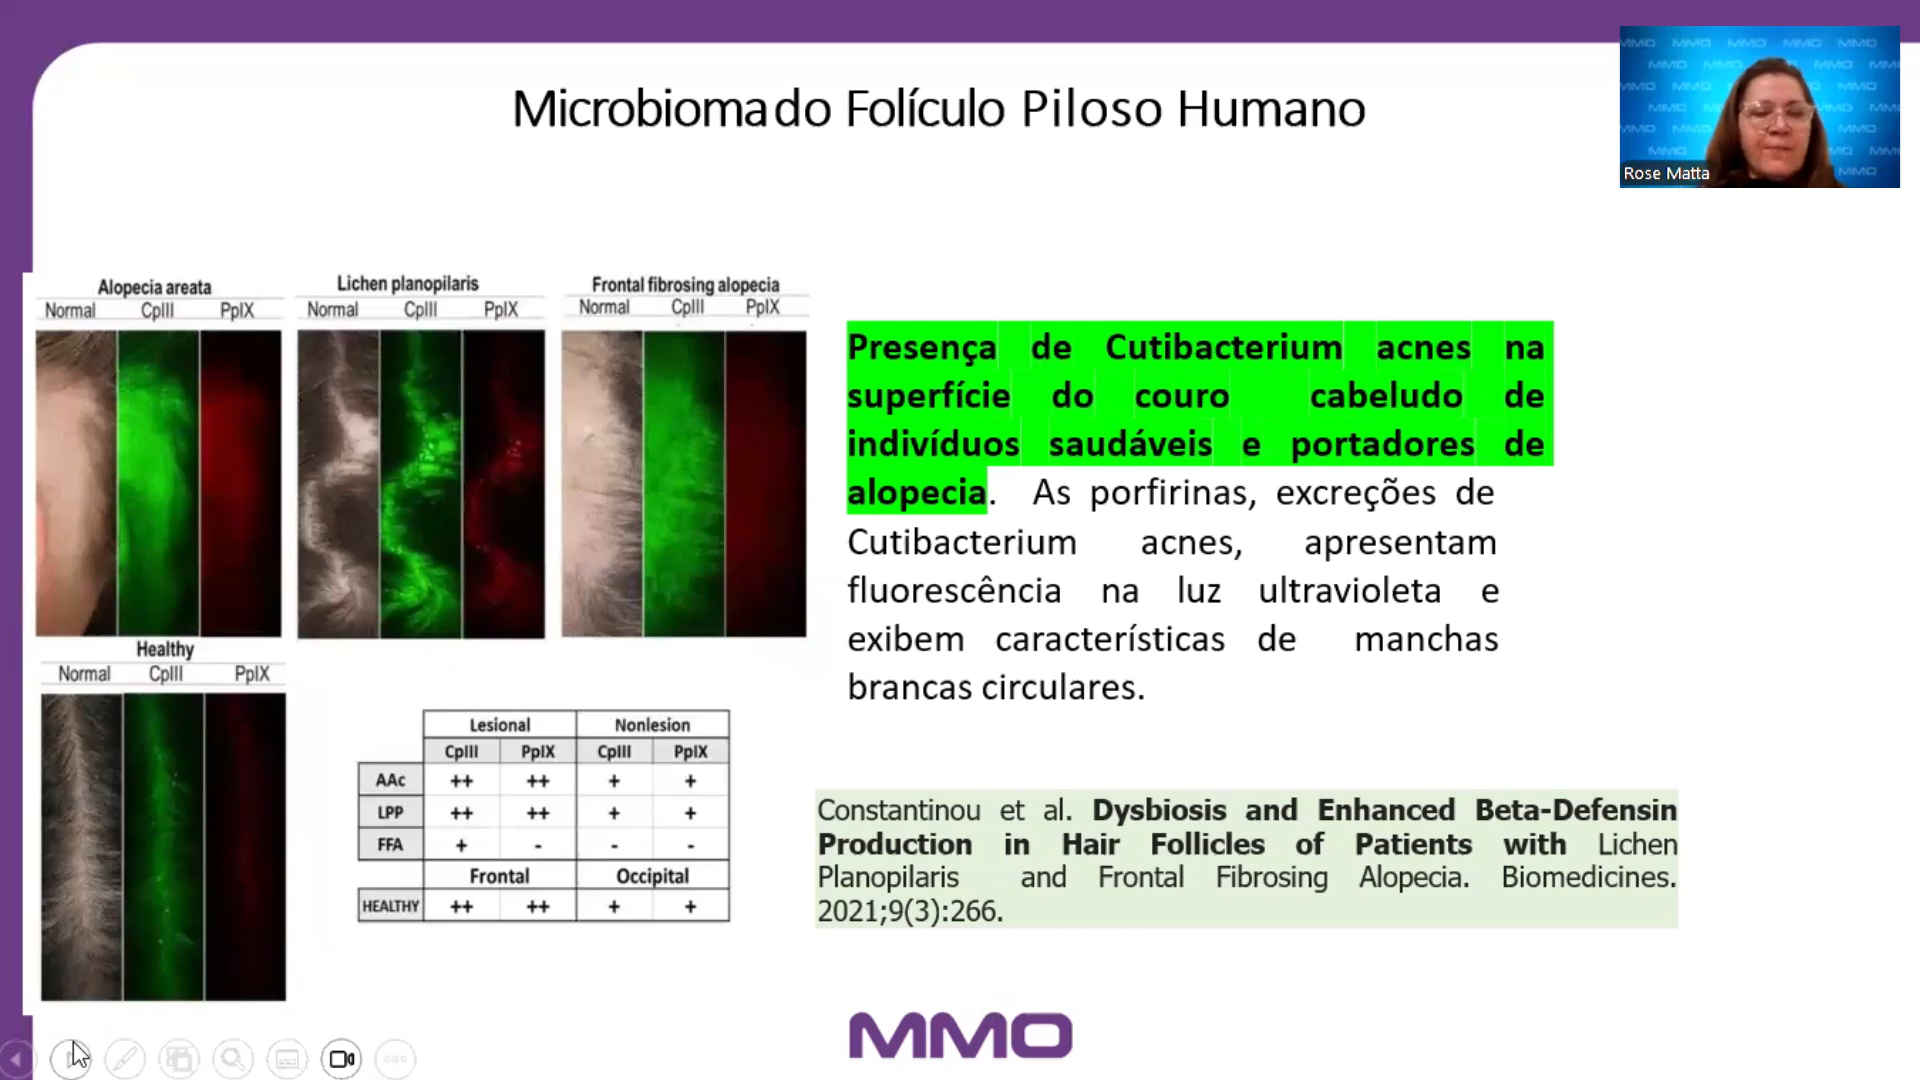 Microbioma do Folículo Piloso Humano
Rose Matta
Alopecia areata
Normal CpIII PpIX
Lichen planopilaris
Normal CpIII PpIX
Frontal fibrosing alopecia
Normal CpIII PpIX
Healthy
Normal CpIII PpIX
Lesional Nonlesion
CpIII PpIX CpIII PpIX
AAc ++ ++ + +
LPP ++ ++ + +
FFA + - - -
Frontal Occipital
HEALTHY ++ ++ + +
Presença de Cutibacterium acnes na
superfície do couro cabeludo de
indivíduos saudáveis e portadores de
alopecia. As porfirinas, excreções de
Cutibacterium acnes, apresentam
fluorescência na luz ultravioleta e
exibem características de manchas
brancas circulares.
Constantinou et al. Dysbiosis and Enhanced Beta-Defensin
Production in Hair Follicles of Patients with Lichen
Planopilaris and Frontal Fibrosing Alopecia. Biomedicines.
2021;9(3):266.
MMO